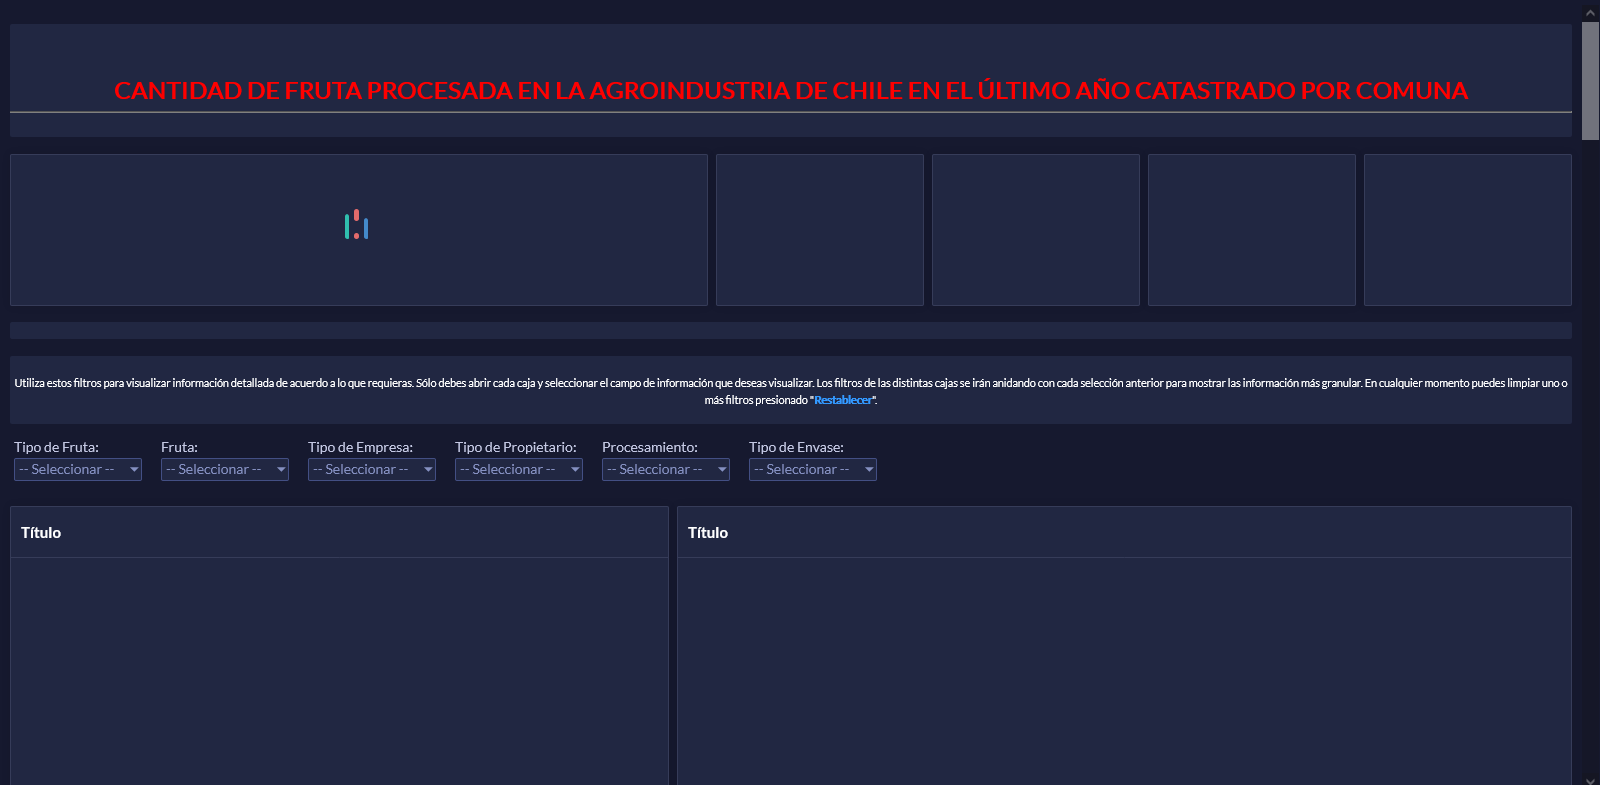 CANTIDAD DE FRUTA PROCESADA EN LA AGROINDUSTRIA DE CHILE EN EL ÚLTIMO AÑO CATASTRADO POR COMUNA
Utiliza estos filtros para visualizar información detallada de acuerdo a lo que requieras. Sólo debes abrir cada caja y seleccionar el campo de información que deseas visualizar. Los filtros de las distintas cajas se irán anidando con cada selección anterior para mostrar las información más granular. En cualquier momento puedes limpiar uno o
más filtros presionado "Restablecer".
Tipo de Fruta: Fruta: Tipo de Empresa: Tipo de Propietario: Procesamiento: Tipo de Envase:
-- Seleccionar -- -- Seleccionar -- -- Seleccionar -- -- Seleccionar -- -- Seleccionar -- -- Seleccionar --
Título Título